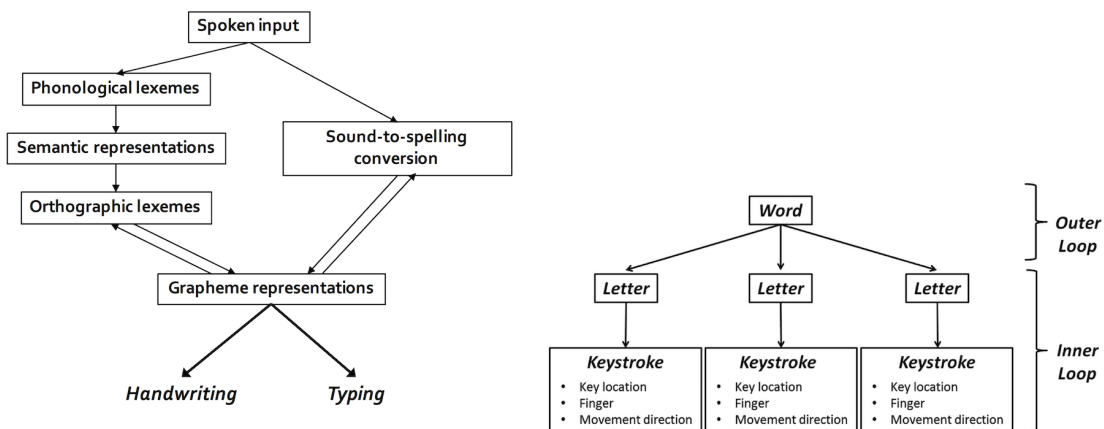 Spoken input
Phonological lexemes
Sound-to-spelling
conversion
Semantic representations
Orthographic lexemes
Grapheme representations
Handwriting
Typing
Word
Outer
Loop
Letter
Letter
Letter
Inner
Loop
Keystroke
• Key location
• Finger
• Movement direction
Keystroke
• Key location
• Finger
• Movement direction
Keystroke
• Key location
• Finger
• Movement direction